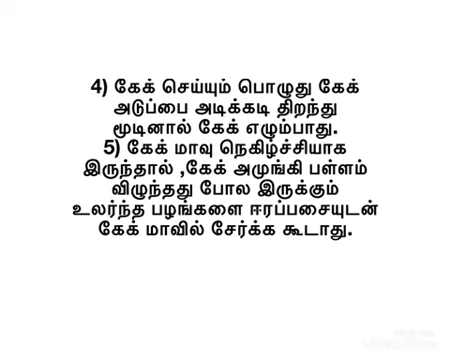 4) கேக் செய்யும் பொழுது கேக்
அடுப்பை அடிக்கடி திறந்து
மூடினால் கேக் எழும்பாது.
5) கேக் மாவு நெகிழ்ச்சியாக
இருந்தால் ,கேக் அமுங்கி பள்ளம்
விழுந்தது போல இருக்கும்
உலர்ந்த பழங்களை ஈரப்பசையுடன்
கேக் மாவில் சேர்க்க கூடாது.